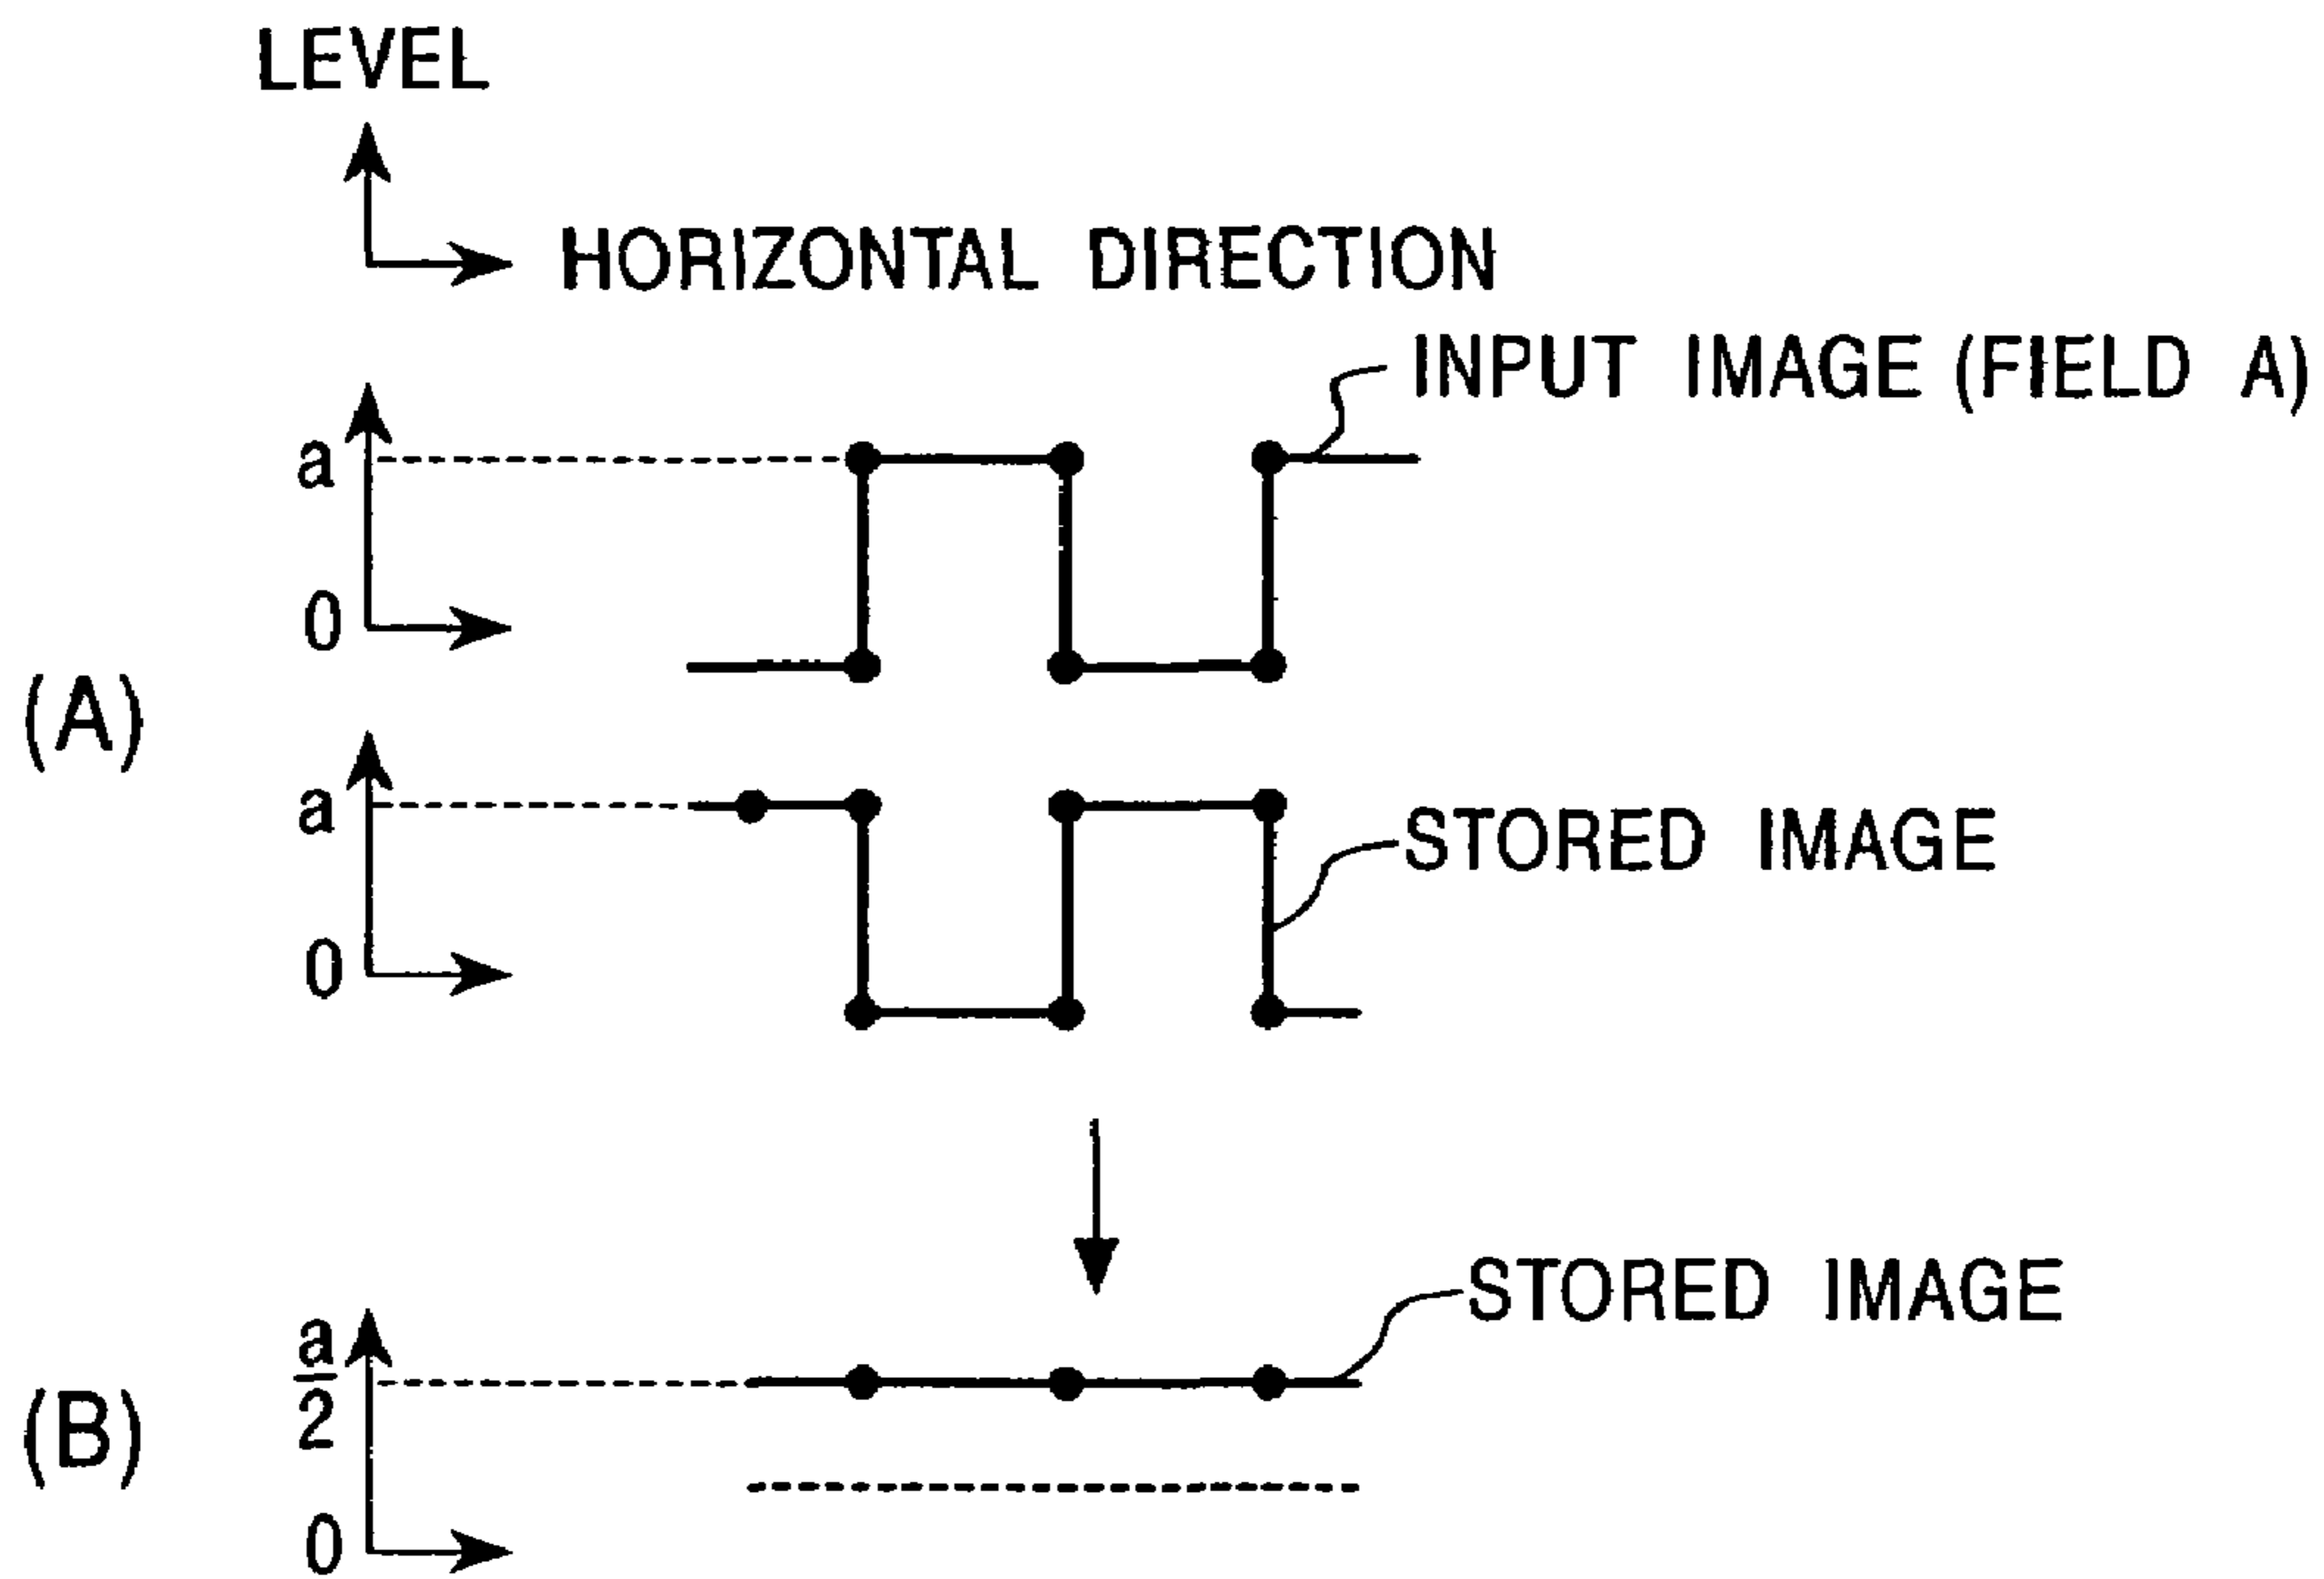 LEVEL
HORIZONTAL DIRECTION
INPUT IMAGE (FIELD A)
a
0
(A)
a
STORED IMAGE
0
STORED IMAGE
a
2
(B)
0